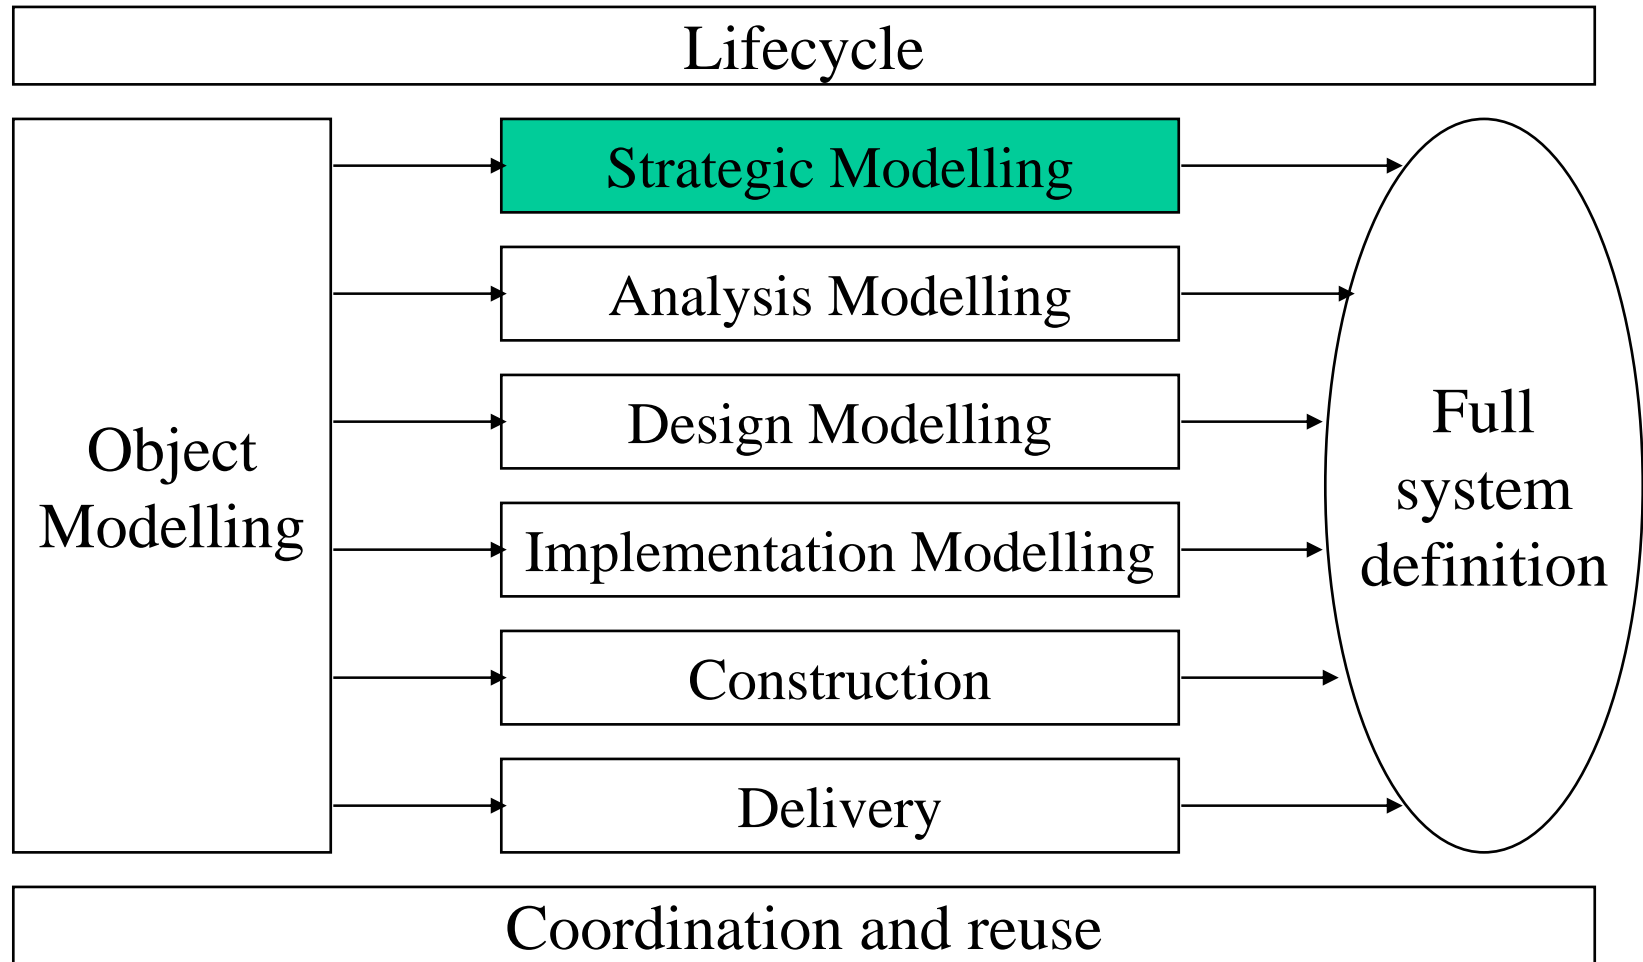 Lifecycle
Object
Modelling
Strategic Modelling
Analysis Modelling
Design Modelling
Implementation Modelling
Construction
Delivery
Full
system
definition
Coordination and reuse